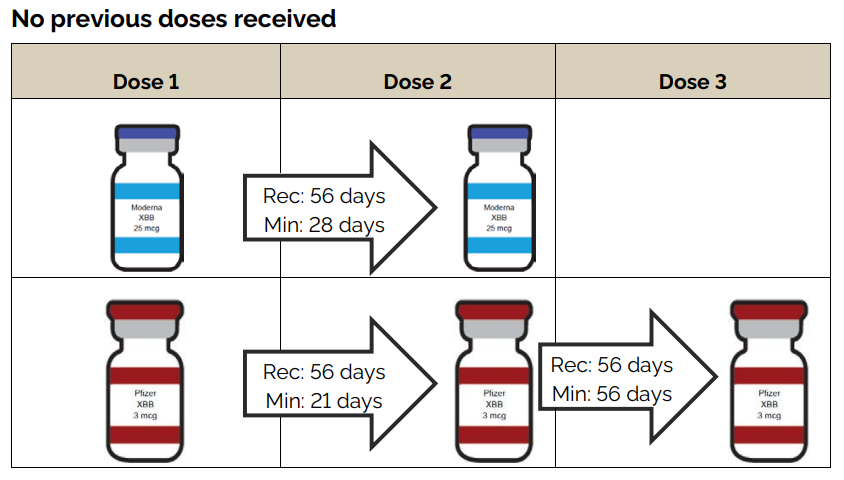 No previous doses received
Dose 1
Dose 2
Dose 3
Moderna
XBB
25 mcg
Rec: 56 days
Min: 28 days
Moderna
XBB
25 mcg
Pfizer
XBB
3 mcg
Rec: 56 days
Min: 21 days
Pfizer
XBB
3 mcg
Rec: 56 days
Min: 56 days
Pfizer
XBB
3 mcg